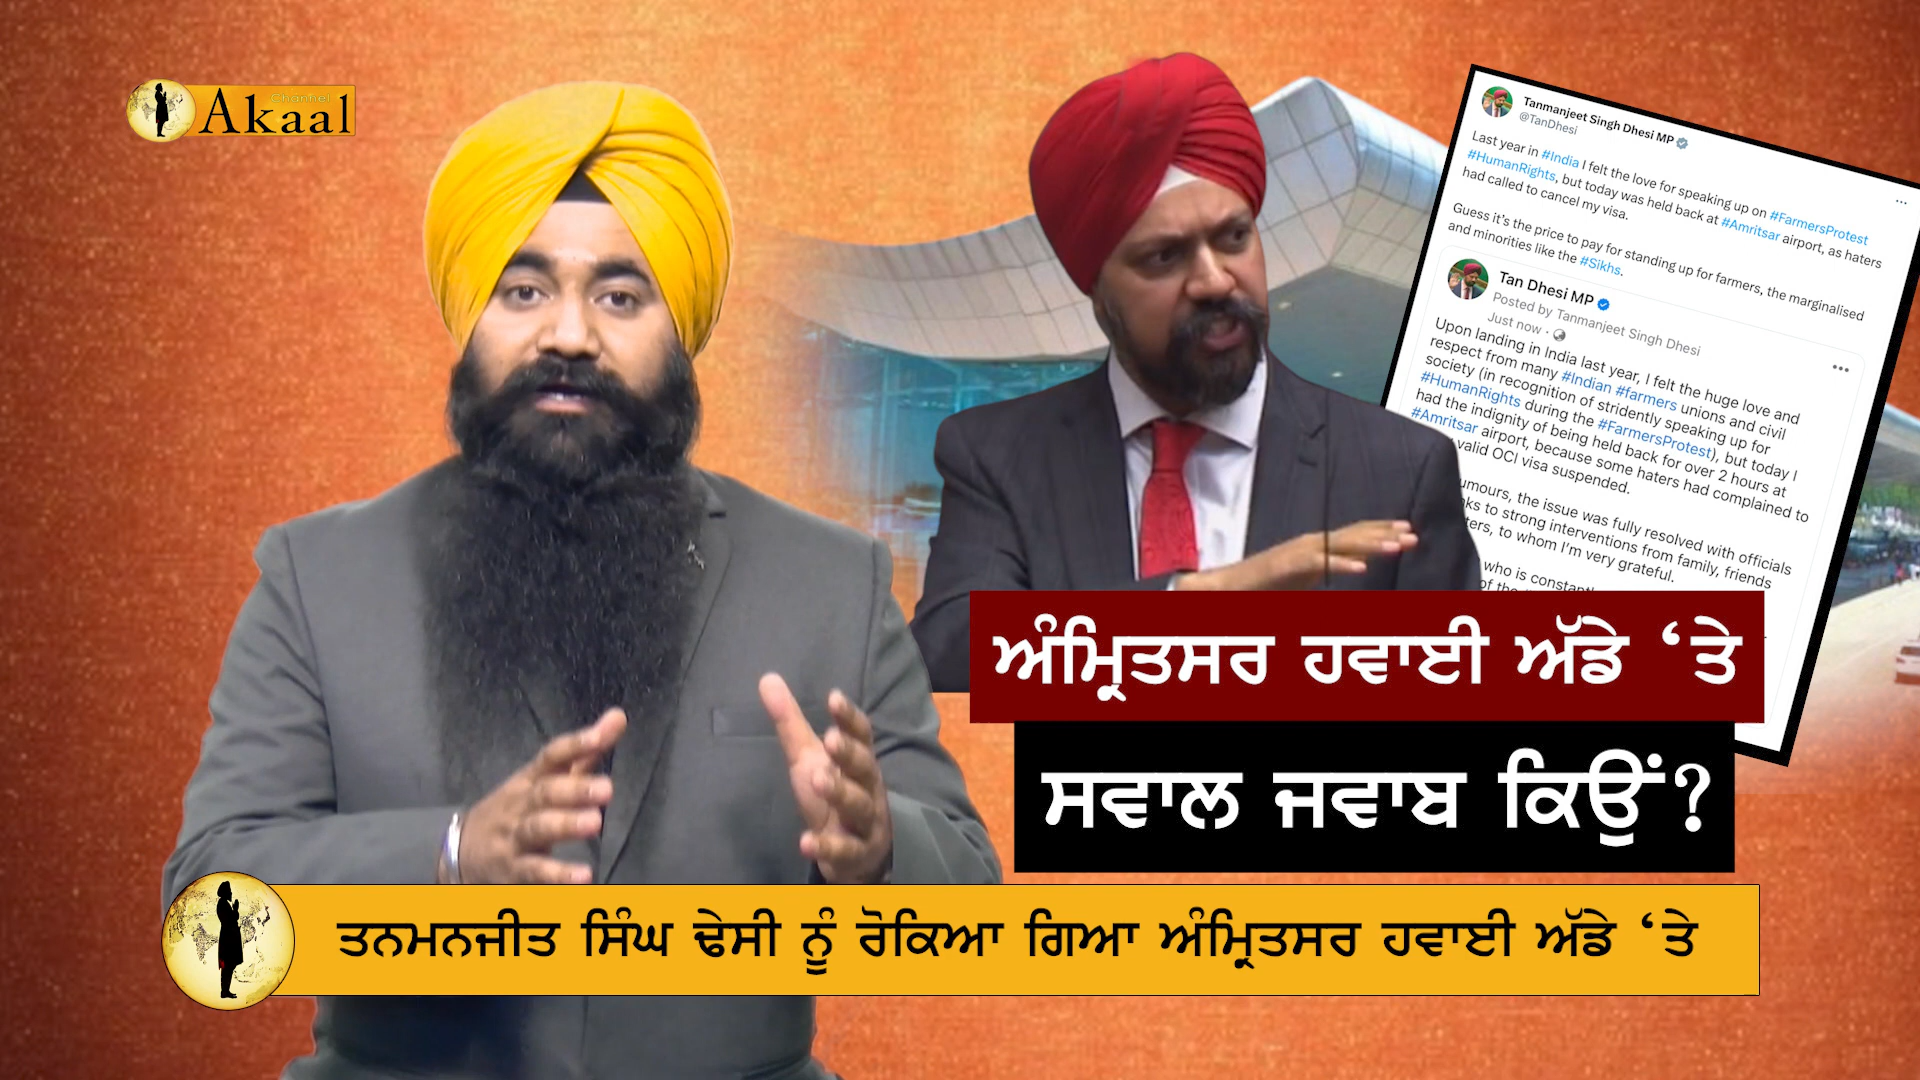 Akaal
Channel
Tanmanjeet Singh Dhesi MP
@TanDhesi
Last year in #India I felt the love for speaking up on #FarmersProtest
#HumanRights, but today was held back at #Amritsar airport, as haters
had called to cancel my visa.
Guess it's the price to pay for standing up for farmers, the marginalised
and minorities like the #Sikhs.
Tan Dhesi MP
Posted by Tanmanjeet Singh Dhesi
Just now ·
Upon landing in India last year, I felt the huge love and
respect from many #Indian #farmers unions and civil
society (in recognition of stridently speaking up for
#HumanRights during the #FarmersProtest), but today I
had the indignity of being held back for over 2 hours at
#Amritsar airport, because some haters had complained to
valid OCI visa suspended.
the issue was fully resolved with officials
to strong interventions from family, friends
to whom I'm very grateful.
who is
of
ਅੰਮ੍ਰਿਤਸਰ ਹਵਾਈ ਅੱਡੇ ‘ਤੇ
ਸਵਾਲ ਜਵਾਬ ਕਿਉਂ?
ਤਨਮਨਜੀਤ ਸਿੰਘ ਢੇਸੀ ਨੂੰ ਰੋਕਿਆ ਗਿਆ ਅੰਮ੍ਰਿਤਸਰ ਹਵਾਈ ਅੱਡੇ ‘ਤੇ